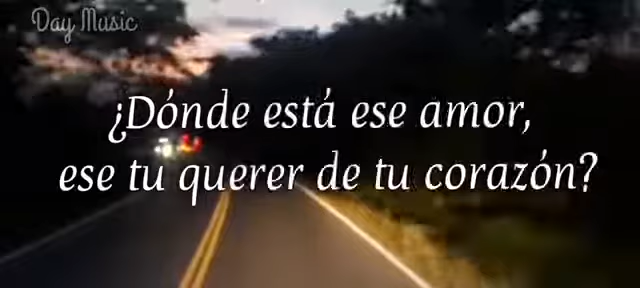 Day Music
¿Dónde está ese amor,
ese tu querer de tu corazón?